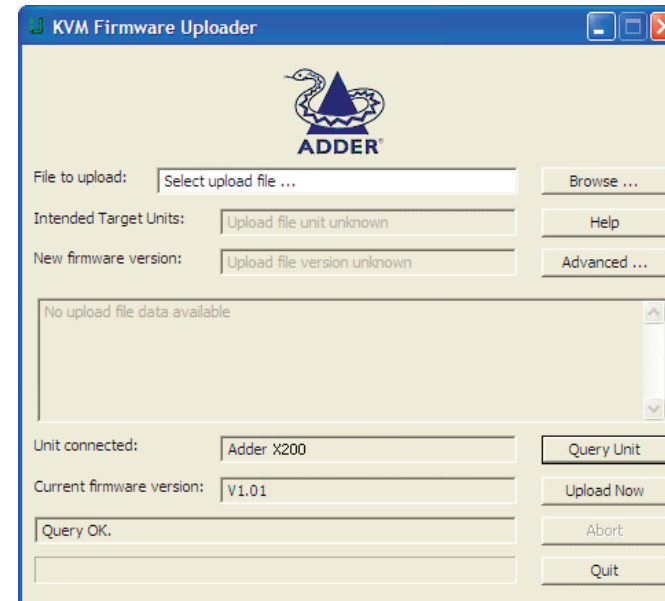 KVM Firmware Uploader
ADDER®
File to upload: Select upload file ... Browse ...
Intended Target Units: Upload file unit unknown Help
New firmware version: Upload file version unknown Advanced ...
No upload file data available
Unit connected: Adder X200 Query Unit
Current firmware version: V1.01 Upload Now
Query OK. Abort
Quit